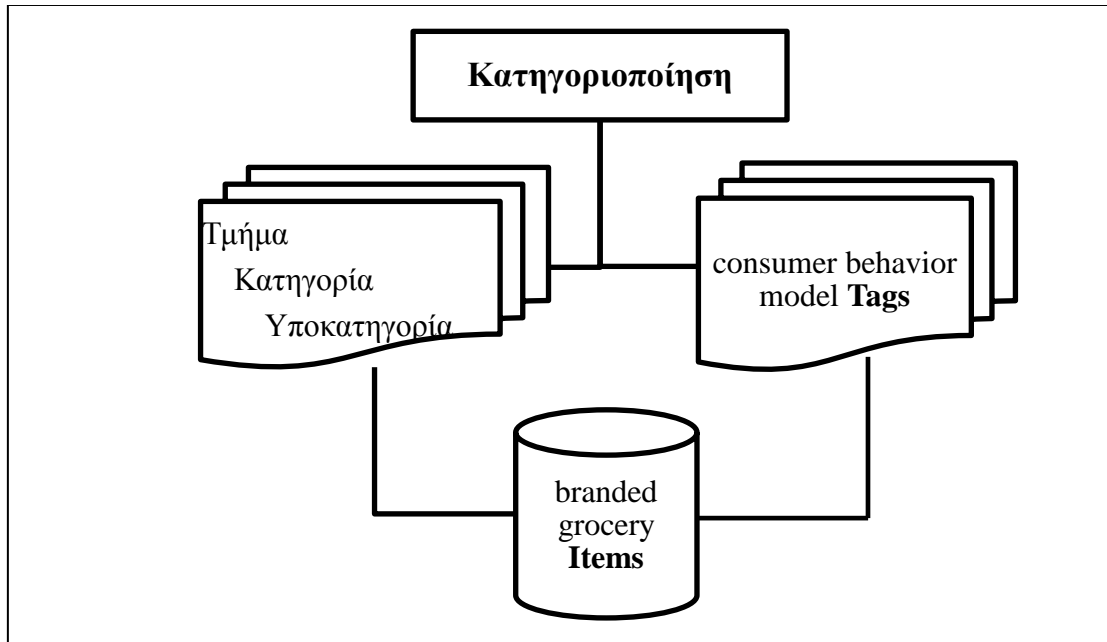 Κατηγοριοποίηση
Τμήμα
Κατηγορία
Υποκατηγορία
consumer behavior
model Tags
branded
grocery
Items